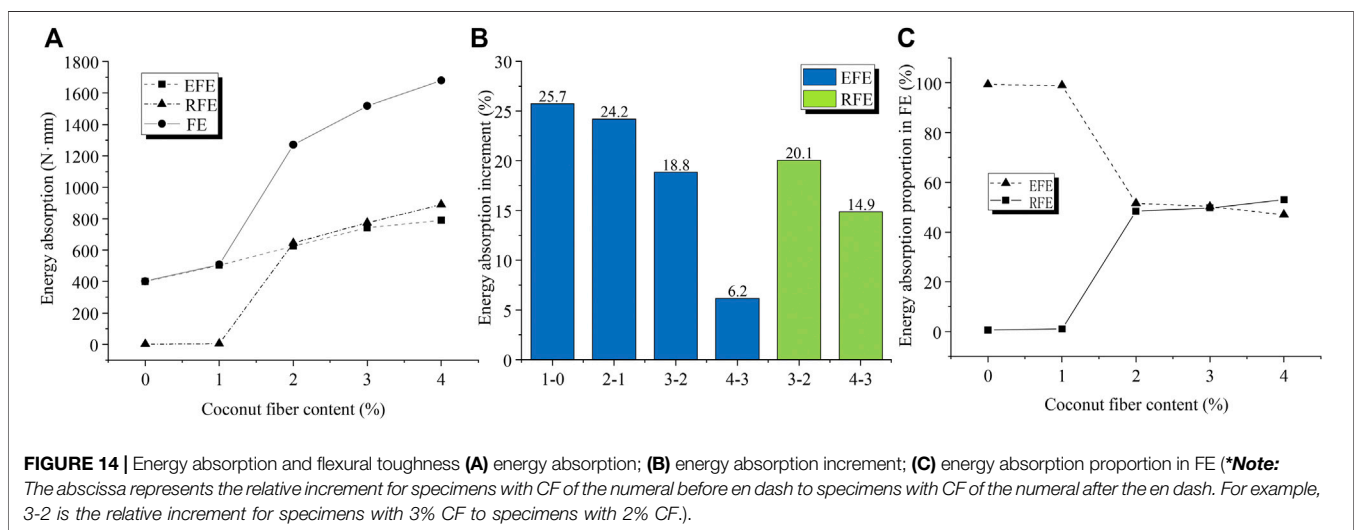 A
1800
1600
1400
1200
1000
800
600
400
200
0
Energy absorption (N·mm)
EFE
RFE
FE
0 1 2 3 4
Coconut fiber content (%)
B
30
25
20
15
10
5
0
Energy absorption increment (%)
EFE
RFE
25.7
24.2
18.8
6.2
20.1
14.9
1-0 2-1 3-2 4-3 3-2 4-3
C
100
80
60
40
20
0
Energy absorption proportion in FE (%)
EFE
RFE
0 1 2 3 4
Coconut fiber content (%)
FIGURE 14 | Energy absorption and flexural toughness (A) energy absorption; (B) energy absorption increment; (C) energy absorption proportion in FE (*Note:
The abscissa represents the relative increment for specimens with CF of the numeral before en dash to specimens with CF of the numeral after the en dash. For example,
3-2 is the relative increment for specimens with 3% CF to specimens with 2% CF.).